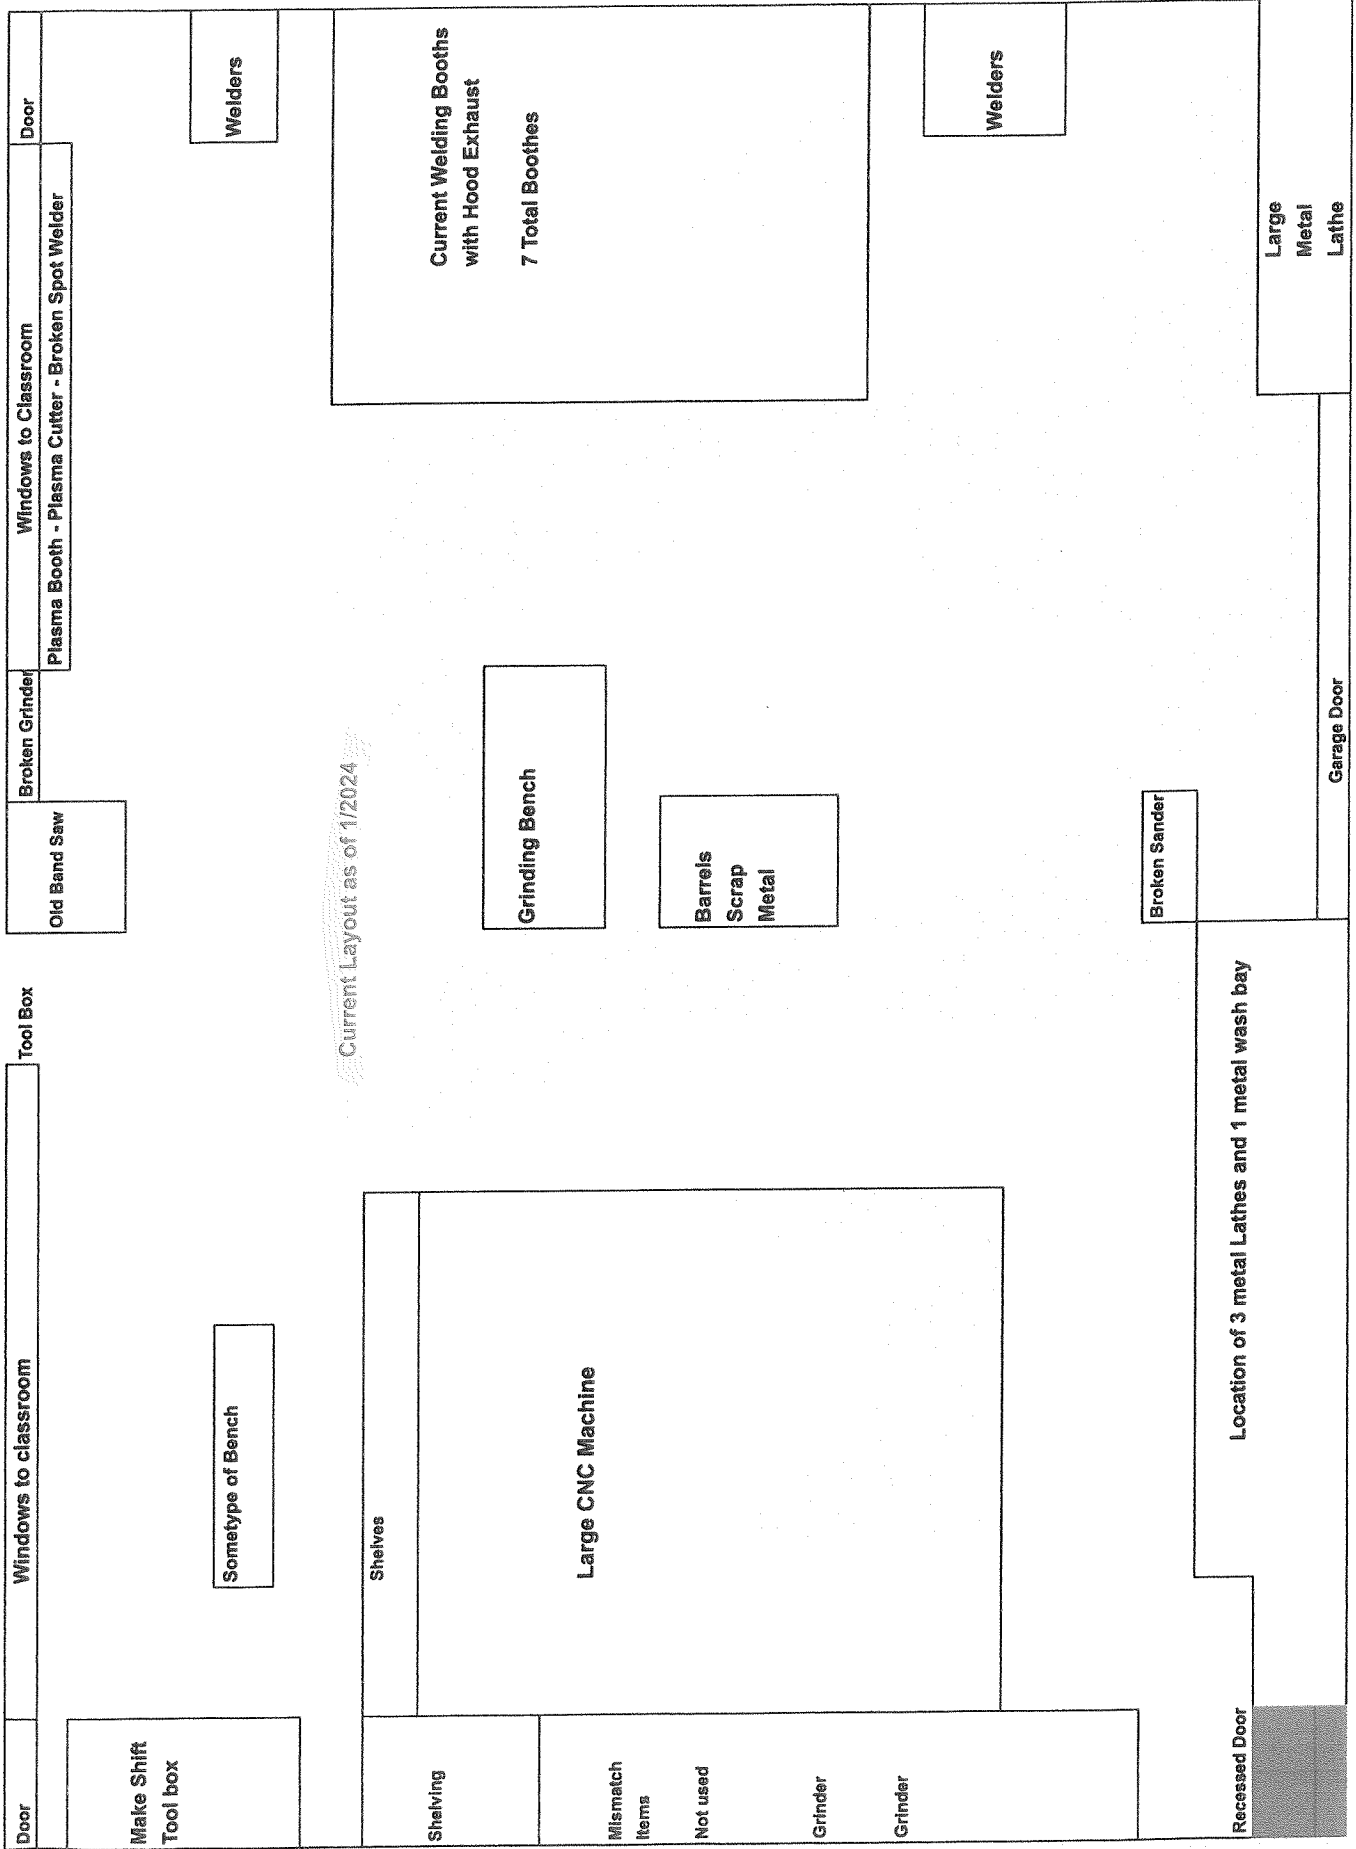 Door
Windows to classroom
Tool Box
Old Band Saw
Broken Grinder
Windows to Classroom
Door
Plasma Booth - Plasma Cutter - Broken Spot Welder
Make Shift
Tool box
Sometype of Bench
Welders
Current Layout as of 1/2024
Shelves
Shelving
Large CNC Machine
Grinding Bench
Current Welding Booths
with Hood Exhaust
7 Total Boothes
Mismatch
Items
Not used
Grinder
Grinder
Barrels
Scrap
Metal
Welders
Broken Sander
Recessed Door
Location of 3 metal Lathes and 1 metal wash bay
Garage Door
Large
Metal
Lathe